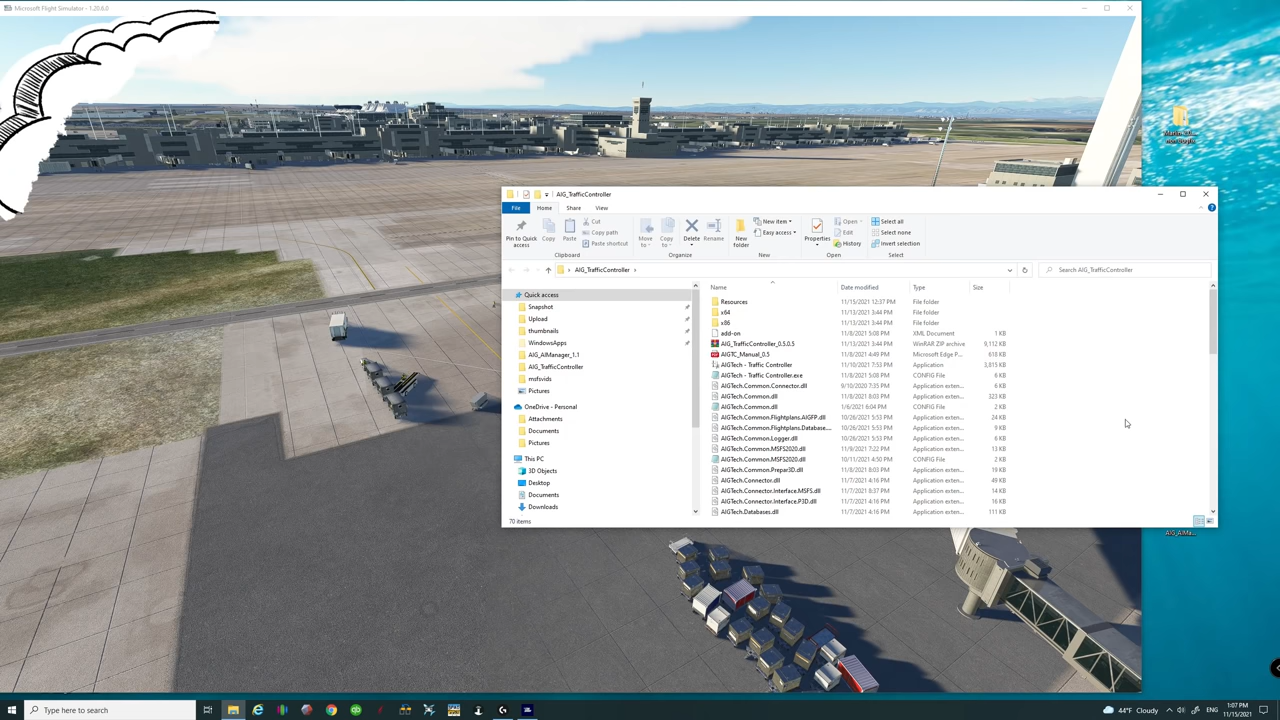 Microsoft Flight Simulator - 1.20.6.0
AIG_TrafficController
File Home Share View
Pin to Quick access
Copy
Paste
Cut
Copy path
Paste shortcut
Clipboard
Move to
Copy to
Delete
Rename
Organize
New folder
New item
Easy access
New
Properties
Open
Edit
History
Open
Select all
Select none
Invert selection
Select
AIG_TrafficController
Search AIG_TrafficController
Quick access
Snapshot
Upload
thumbnails
WindowsApps
AIG_AIManager_1.1
AIG_TrafficController
msfsvids
Pictures
OneDrive - Personal
Attachments
Documents
Pictures
This PC
3D Objects
Desktop
Documents
Downloads
Name Date modified Type Size
Resources 11/15/2021 12:37 PM File folder
x64 11/13/2021 3:44 PM File folder
x86 11/13/2021 3:44 PM File folder
add-on 11/8/2021 5:08 PM XML Document 1 KB
AIG_TrafficController_0.5.0.5 11/13/2021 3:44 PM WinRAR ZIP archive 9,112 KB
AIGTC_Manual_0.5 11/8/2021 4:49 PM Microsoft Edge P... 618 KB
AIGTech - Traffic Controller 11/10/2021 7:53 PM Application 3,815 KB
AIGTech - Traffic Controller.exe 11/8/2021 5:08 PM CONFIG File 6 KB
AIGTech.Common.Connector.dll 9/10/2020 7:35 PM Application exten... 6 KB
AIGTech.Common.dll 11/8/2021 8:03 PM Application exten... 323 KB
AIGTech.Common.dll 1/6/2021 6:04 PM CONFIG File 2 KB
AIGTech.Common.Flightplans.AIGFP.dll 10/26/2021 5:53 PM Application exten... 24 KB
AIGTech.Common.Flightplans.Database.... 10/26/2021 5:53 PM Application exten... 9 KB
AIGTech.Common.Logger.dll 10/26/2021 5:53 PM Application exten... 8 KB
AIGTech.Common.MSFS2020.dll 11/9/2021 7:22 PM Application exten... 13 KB
AIGTech.Common.MSFS2020.dll 10/11/2021 4:50 PM CONFIG File 2 KB
AIGTech.Common.Prepar3D.dll 11/8/2021 8:03 PM Application exten... 19 KB
AIGTech.Connector.dll 11/7/2021 4:16 PM Application exten... 49 KB
AIGTech.Connector.Interface.MSFS.dll 11/7/2021 8:37 PM Application exten... 14 KB
AIGTech.Connector.Interface.P3D.dll 11/7/2021 4:16 PM Application exten... 16 KB
AIGTech.Databases.dll 11/7/2021 4:16 PM Application exten... 111 KB
70 items
AIG_AIMa...
Type here to search
44°F Cloudy
ENG
1:07 PM
11/15/2021